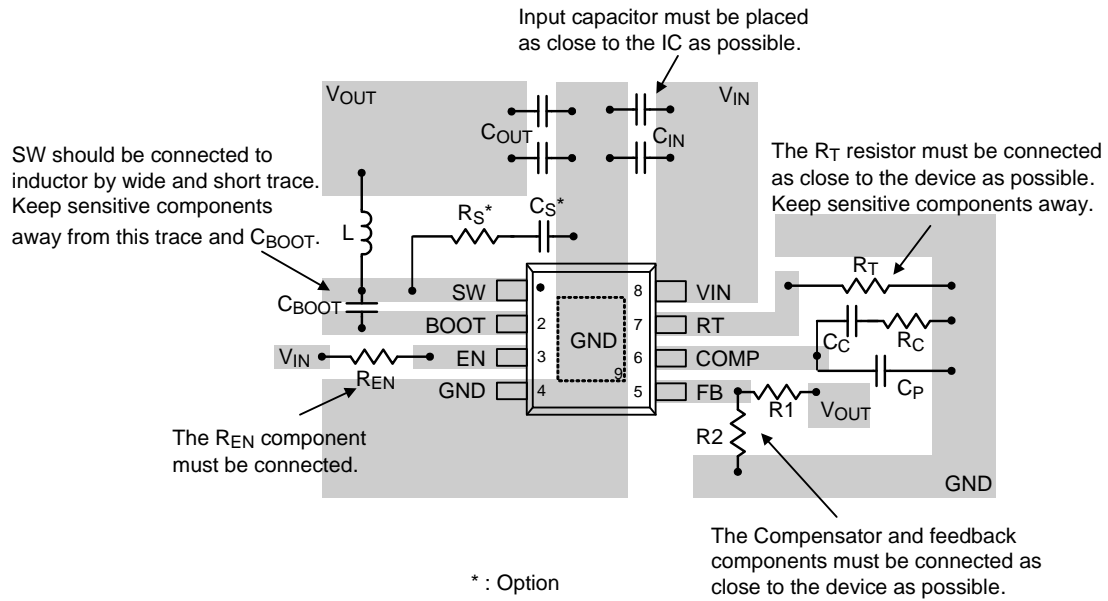 Input capacitor must be placed
as close to the IC as possible.
VOUT
VIN
COUT
CIN
SW should be connected to
inductor by wide and short trace.
Keep sensitive components
away from this trace and CBOOT.
The RT resistor must be connected
as close to the device as possible.
Keep sensitive components away.
L
RS*
CS*
RT
CBOOT
SW
8
VIN
BOOT
2
GND
7
RT
CC
RC
VIN
EN
3
6
COMP
REN
9
CP
GND
4
5
FB
R1
VOUT
R2
The REN component
must be connected.
GND
The Compensator and feedback
components must be connected as
close to the device as possible.
* : Option